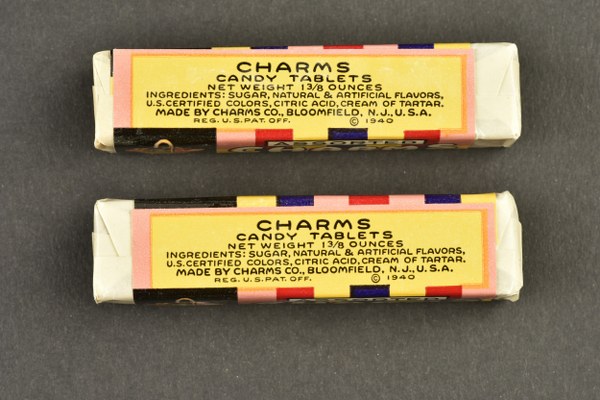 CHARMS
CANDY TABLETS
NET WEIGHT 1 3/8 OUNCES
INGREDIENTS: SUGAR, NATURAL & ARTIFICIAL FLAVORS,
U.S. CERTIFIED COLORS, CITRIC ACID, CREAM OF TARTAR.
MADE BY CHARMS CO., BLOOMFIELD, N.J., U.S.A.
REG. U.S. PAT. OFF. © 1940
ASSORTED
CHARMS
CANDY TABLETS
NET WEIGHT 1 3/8 OUNCES
INGREDIENTS: SUGAR, NATURAL & ARTIFICIAL FLAVORS,
U.S. CERTIFIED COLORS, CITRIC ACID, CREAM OF TARTAR.
MADE BY CHARMS CO., BLOOMFIELD, N.J., U.S.A.
REG. U.S. PAT. OFF. © 1940